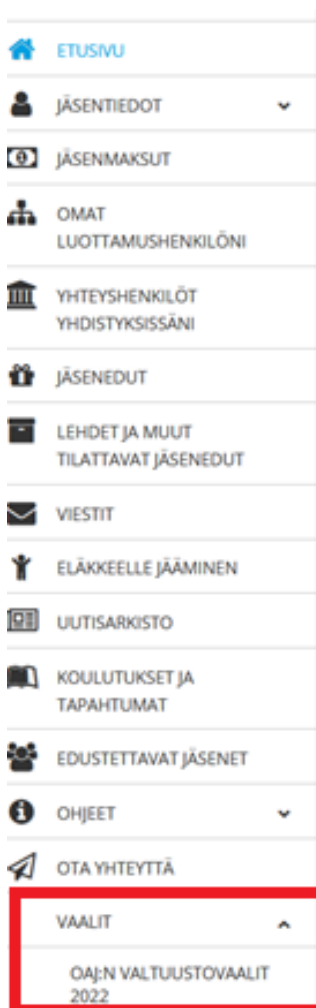 ETUSIVU
JÄSENTIEDOT
JÄSENMAKSUT
OMAT
LUOTTAMUSHENKILÖNI
YHTEYSHENKILÖT
YHDISTYKSISSÄNI
JÄSENEDUT
LEHDET JA MUUT
TILATTAVAT JÄSENEDUT
VIESTIT
ELÄKKEELLE JÄÄMINEN
UUTISARKISTO
KOULUTUKSET JA
TAPAHTUMAT
EDUSTETTAVAT JÄSENET
OHJEET
OTA YHTEYTTÄ
VAALIT
OAJ:N VALTUUSTOVAALIT
2022